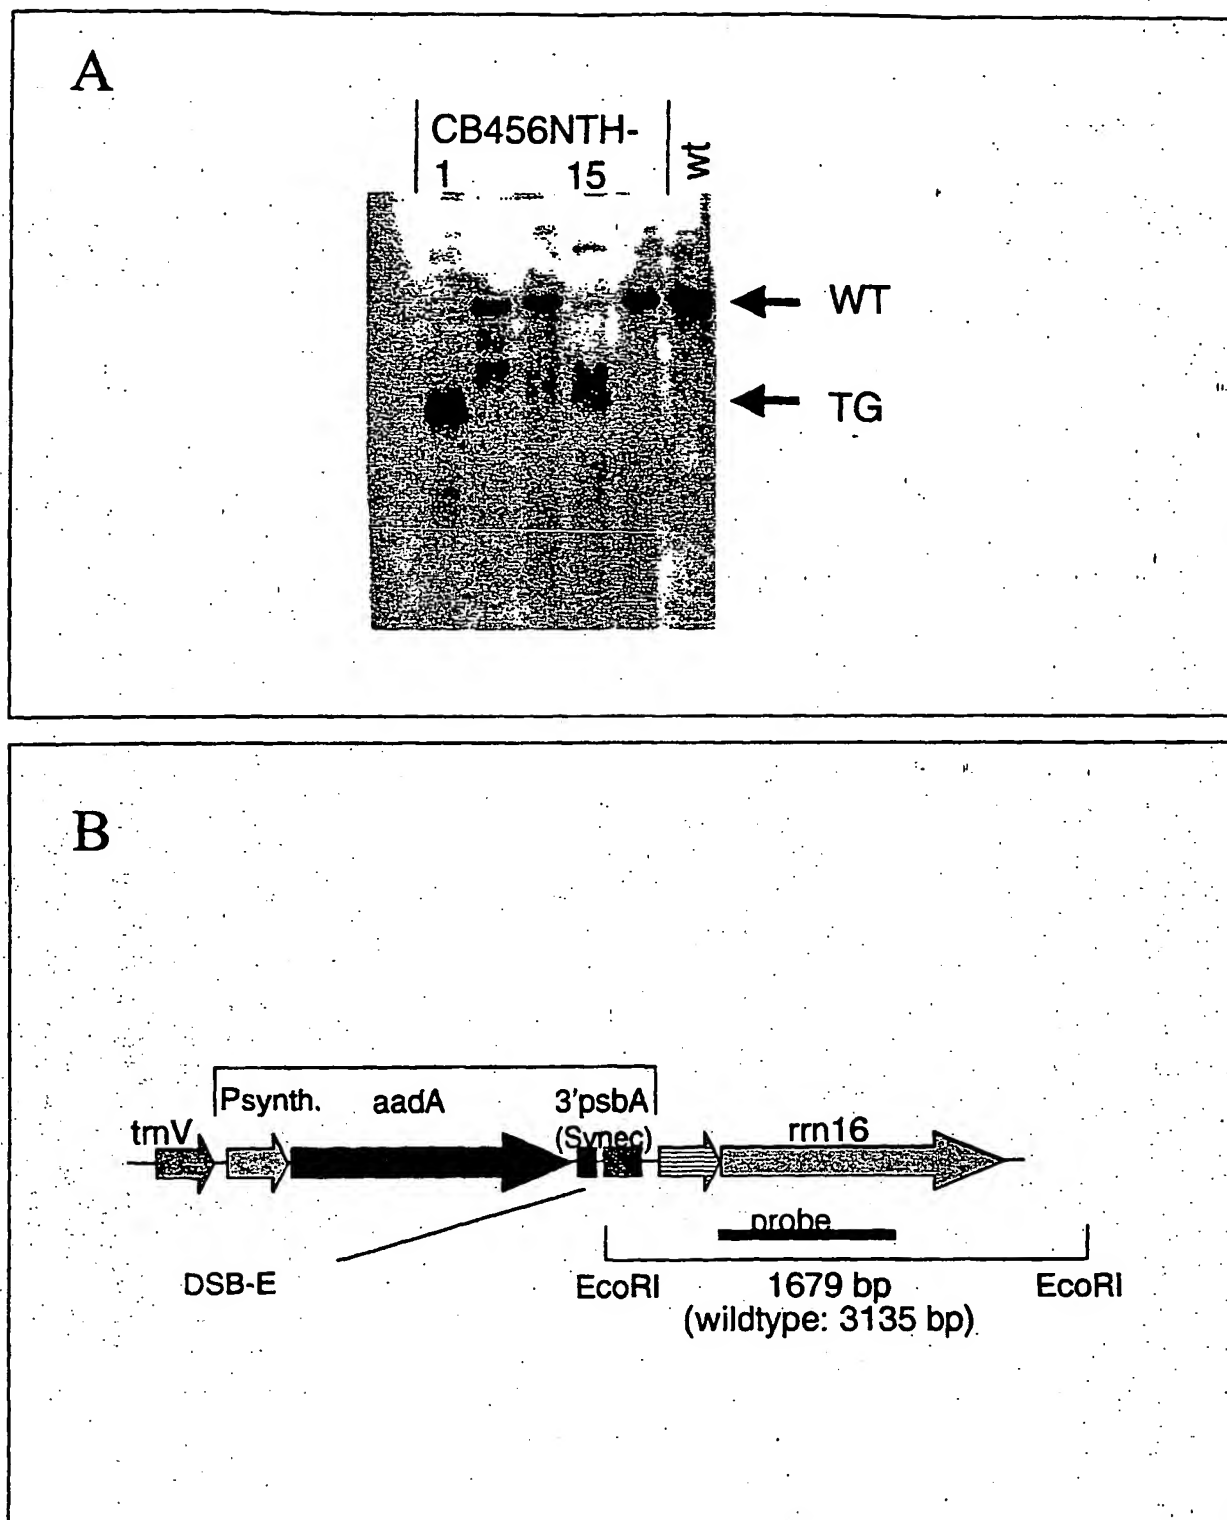 A
CB456NTH-
1 15 wt
WT
TG
B
Psynth. aadA 3'psbA
(Synec)
trnV rrn16
probe
DSB-E EcoRI 1679 bp EcoRI
(wildtype: 3135 bp)